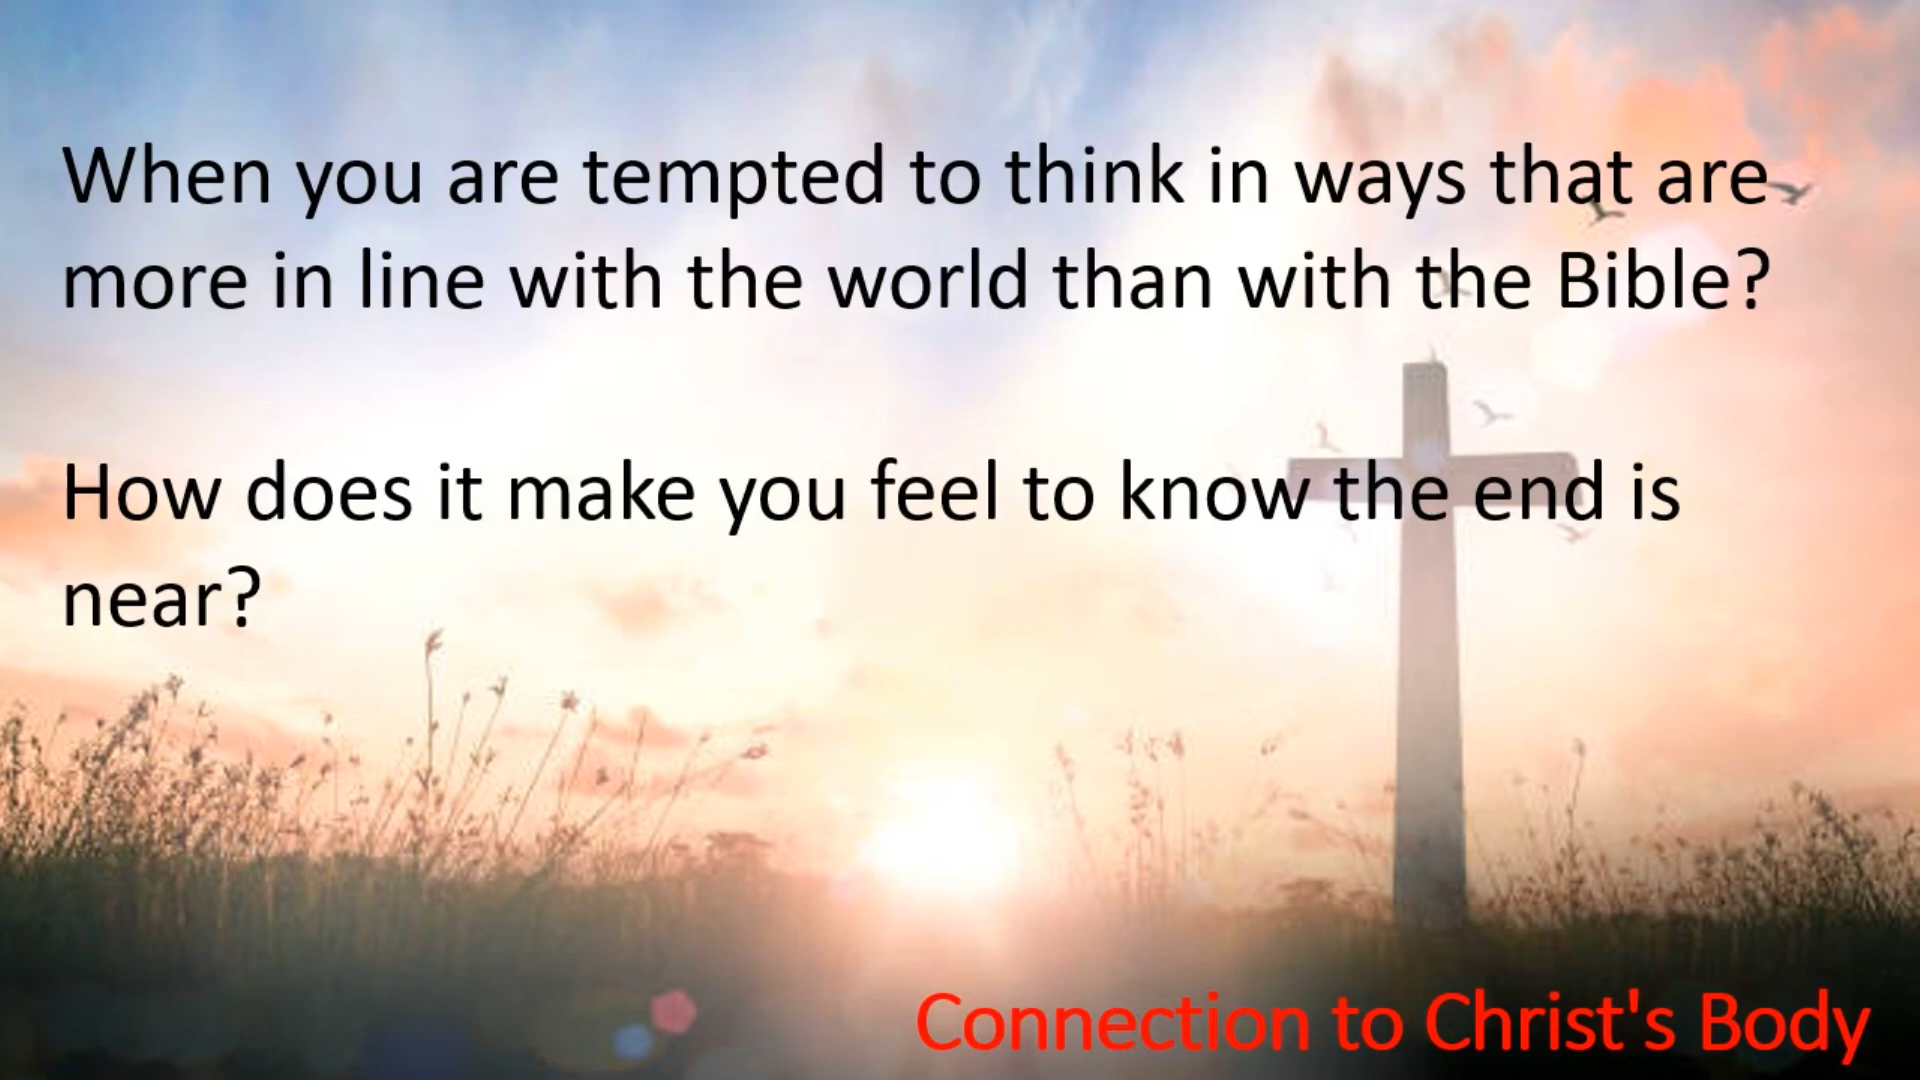 When you are tempted to think in ways that are
more in line with the world than with the Bible?
How does it make you feel to know the end is
near?
Connection to Christ's Body